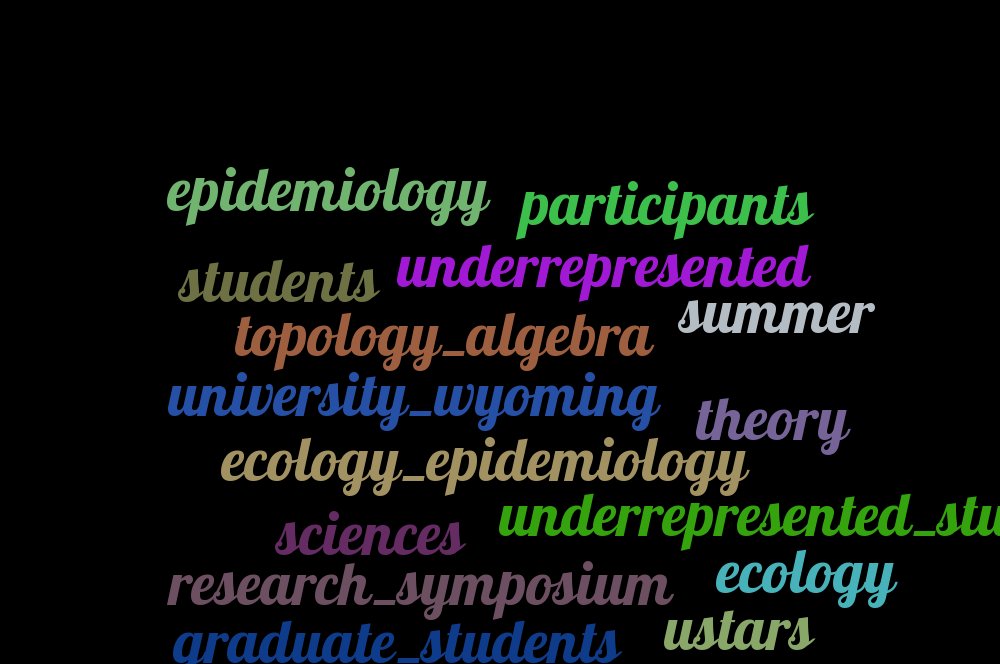 epidemiology participants
students underrepresented
topology_algebra summer
university_wyoming theory
ecology_epidemiology
sciences underrepresented_stu
research_symposium ecology
graduate_students ustars